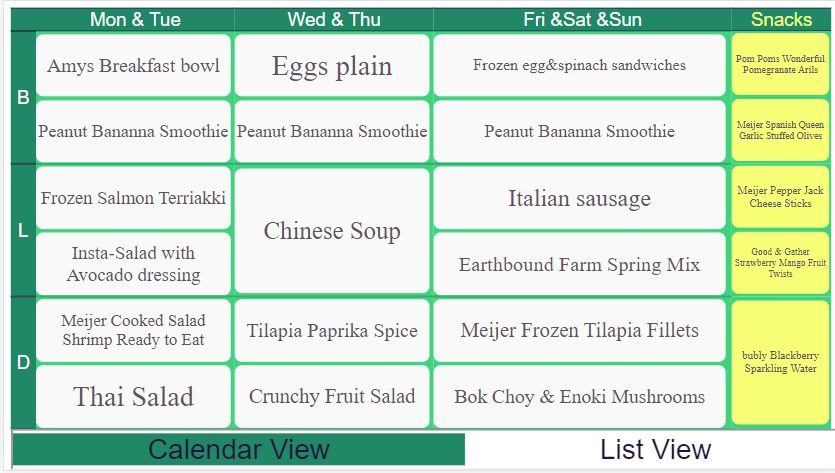 Mon & Tue
Wed & Thu
Fri &Sat &Sun
Snacks
B
Amys Breakfast bowl
Eggs plain
Frozen egg&spinach sandwiches
Pom Poms Wonderful
Pomegranate Arils
Peanut Bananna Smoothie
Peanut Bananna Smoothie
Peanut Bananna Smoothie
Meijer Spanish Queen
Garlic Stuffed Olives
L
Frozen Salmon Terriakki
Chinese Soup
Italian sausage
Meijer Pepper Jack
Cheese Sticks
Insta-Salad with
Avocado dressing
Earthbound Farm Spring Mix
Good & Gather
Strawberry Mango Fruit
Twists
D
Meijer Cooked Salad
Shrimp Ready to Eat
Tilapia Paprika Spice
Meijer Frozen Tilapia Fillets
bubly Blackberry
Sparkling Water
Thai Salad
Crunchy Fruit Salad
Bok Choy & Enoki Mushrooms
Calendar View
List View